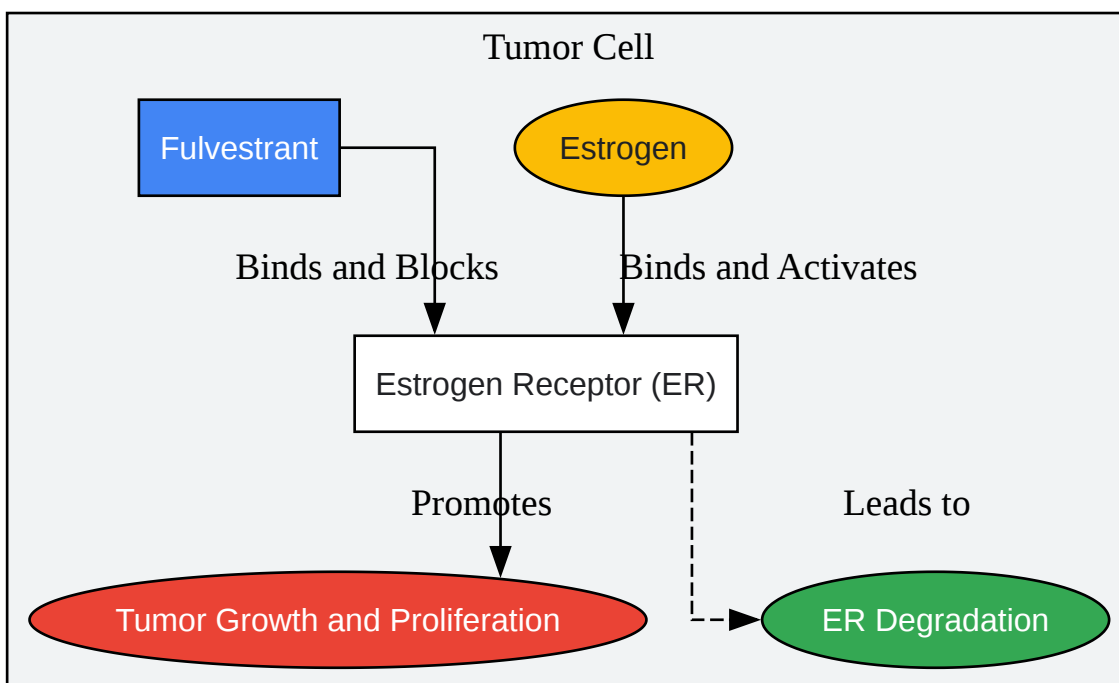 Tumor Cell
Fulvestrant
Estrogen
Binds and Blocks
Binds and Activates
Estrogen Receptor (ER)
Promotes
Leads to
Tumor Growth and Proliferation
ER Degradation